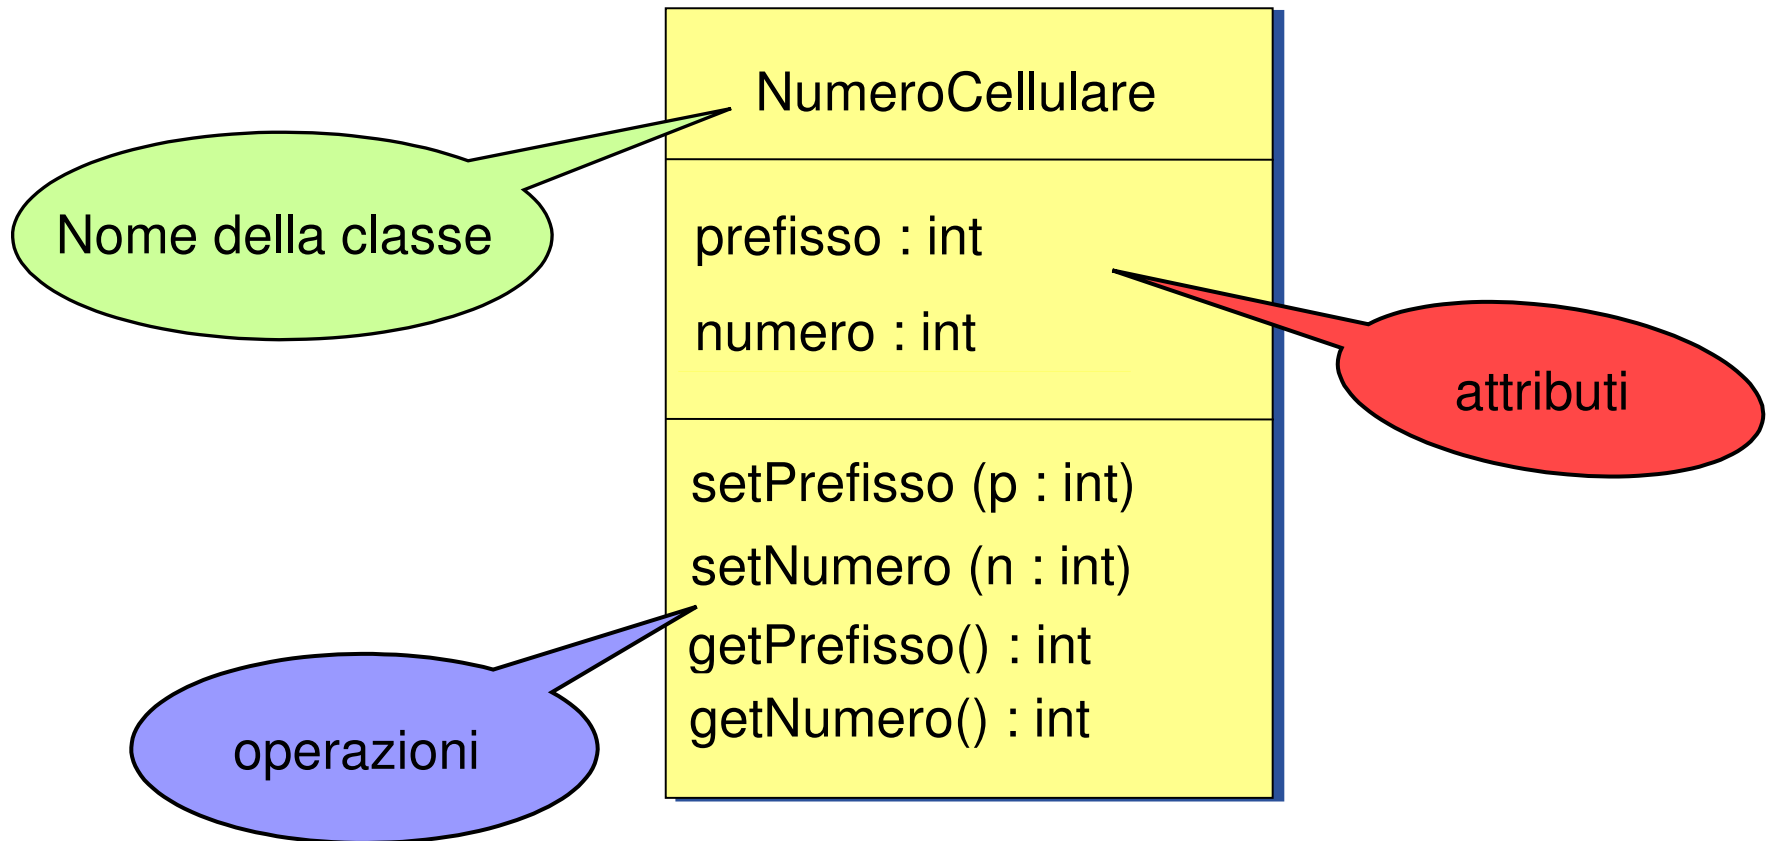 NumeroCellulare
Nome della classe
prefisso : int
numero : int
attributi
setPrefisso (p : int)
setNumero (n : int)
getPrefisso() : int
getNumero() : int
operazioni